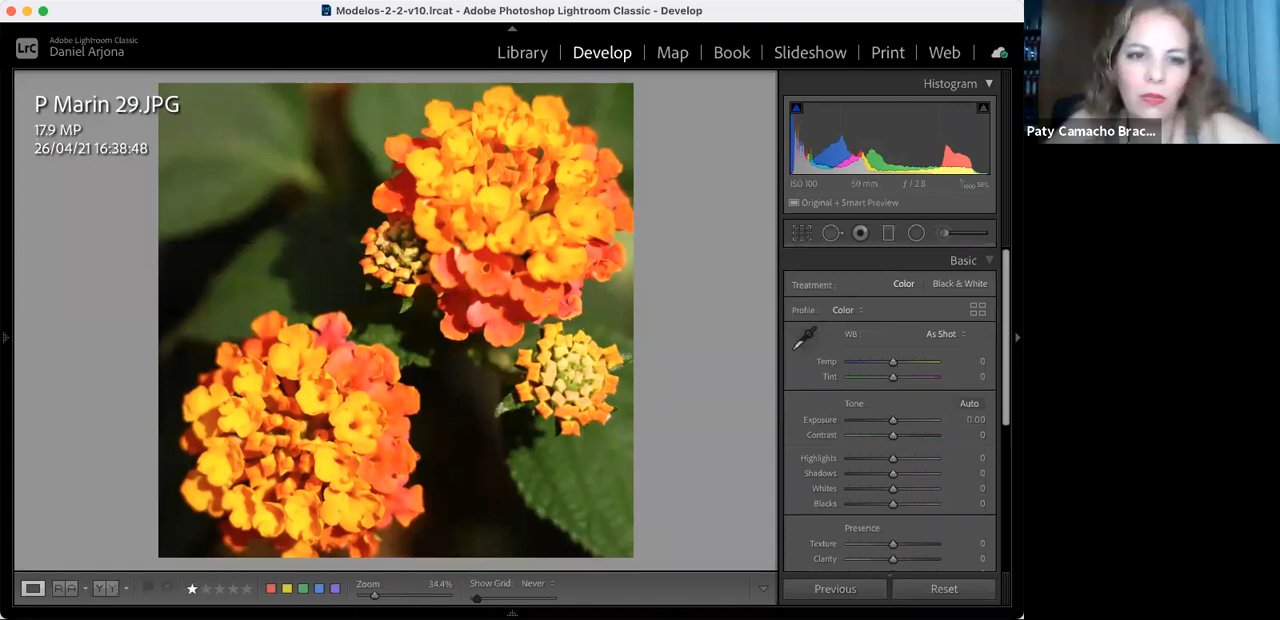 Modelos-2-2-v10.lrcat - Adobe Photoshop Lightroom Classic - Develop
LrC
Adobe Lightroom Classic
Daniel Arjona
Library | Develop | Map | Book | Slideshow | Print | Web |
P Marin 29.JPG
17.9 MP
26/04/21 16:38:48
Histogram
ISO 100 50 mm ƒ / 2.8 1/1000 sec
Original + Smart Preview
Basic
Treatment : Color Black & White
Profile : Color
WB : As Shot
Temp 0
Tint 0
Tone Auto
Exposure 0.00
Contrast 0
Highlights 0
Shadows 0
Whites 0
Blacks 0
Presence
Texture 0
Clarity 0
Zoom 34.4% Show Grid: Never
Previous Reset
Paty Camacho Brac...